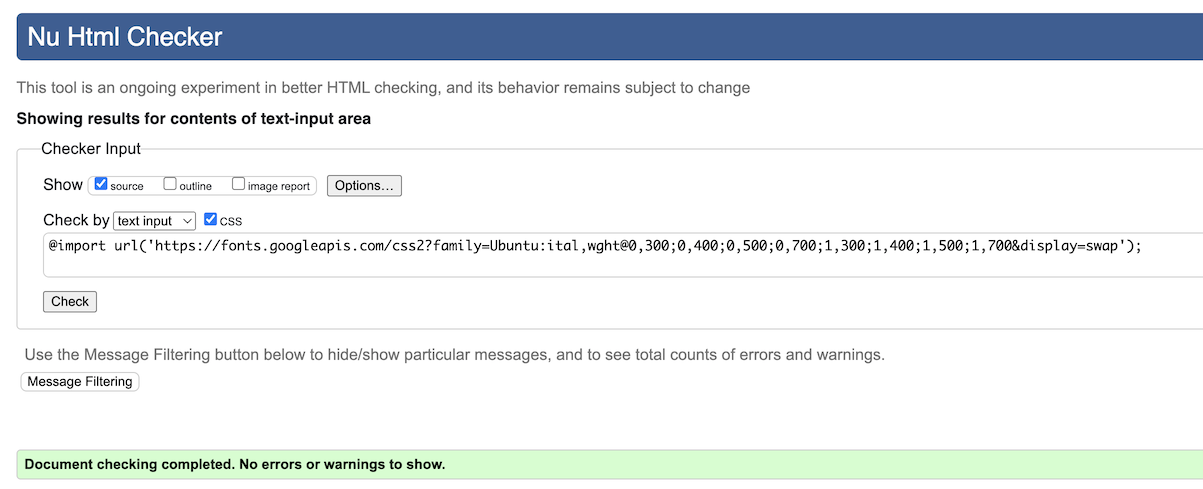 Nu Html Checker
This tool is an ongoing experiment in better HTML checking, and its behavior remains subject to change
Showing results for contents of text-input area
Checker Input
Show source outline image report Options...
Check by text input CSS
@import url('https://fonts.googleapis.com/css2?family=Ubuntu:ital,wght@0,300;0,400;0,500;0,700;1,300;1,400;1,500;1,700&display=swap');
Check
Use the Message Filtering button below to hide/show particular messages, and to see total counts of errors and warnings.
Message Filtering
Document checking completed. No errors or warnings to show.